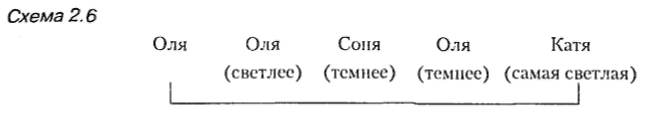 Схема 2.6
Оля Оля Соня Оля Катя
(светлее) (темнее) (темнее) (самая светлая)